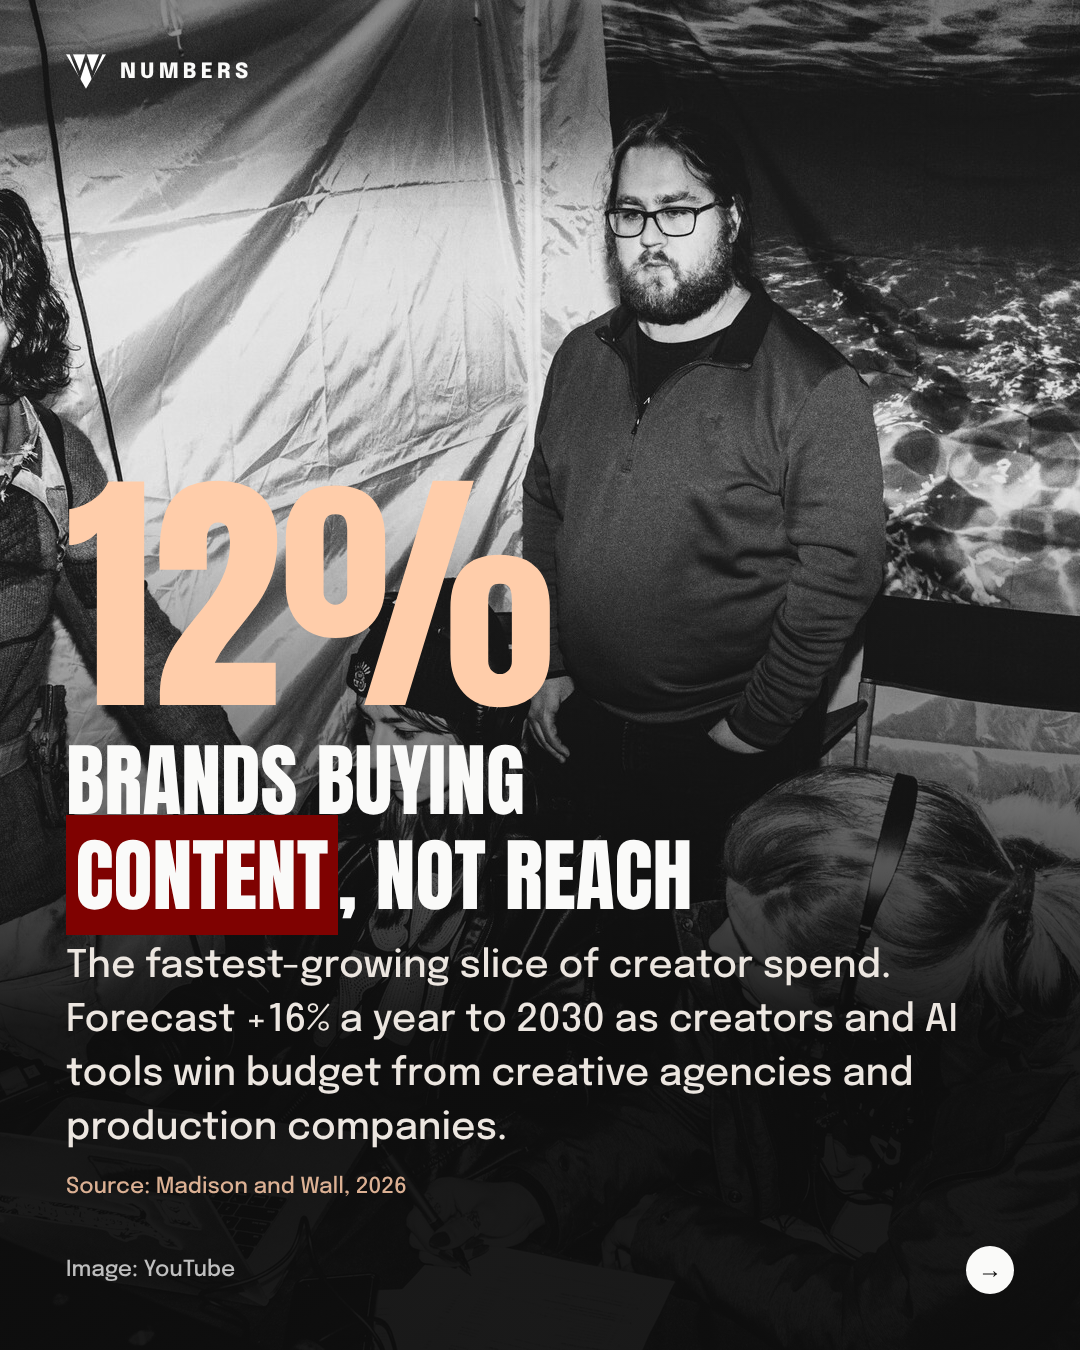 NUMBERS
12%
BRANDS BUYING
CONTENT, NOT REACH
The fastest-growing slice of creator spend.
Forecast +16% a year to 2030 as creators and AI
tools win budget from creative agencies and
production companies.
Source: Madison and Wall, 2026
Image: YouTube
→